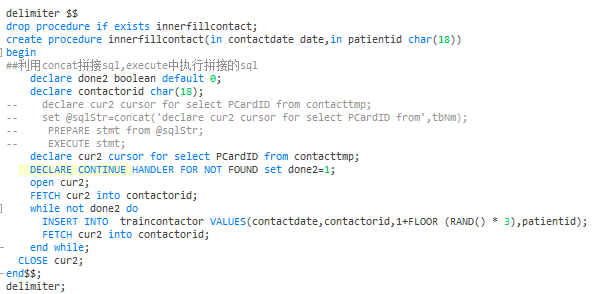 delimiter $$
drop procedure if exists innerfillcontact;
create procedure innerfillcontact(in contactdate date,in patientid char(18))
begin
##利用concat拼接sql,execute中执行拼接的sql
declare done2 boolean default 0;
declare contactorid char(18);
-- declare cur2 cursor for select PCardID from contacttmp;
-- set @sqlStr=concat('declare cur2 cursor for select PCardID from',tbNm);
-- PREPARE stmt from @sqlStr;
-- EXECUTE stmt;
declare cur2 cursor for select PCardID from contacttmp;
DECLARE CONTINUE HANDLER FOR NOT FOUND set done2=1;
open cur2;
FETCH cur2 into contactorid;
while not done2 do
INSERT INTO traincontactor VALUES(contactdate,contactorid,1+FLOOR (RAND() * 3),patientid);
FETCH cur2 into contactorid;
end while;
CLOSE cur2;
end$$;
delimiter;